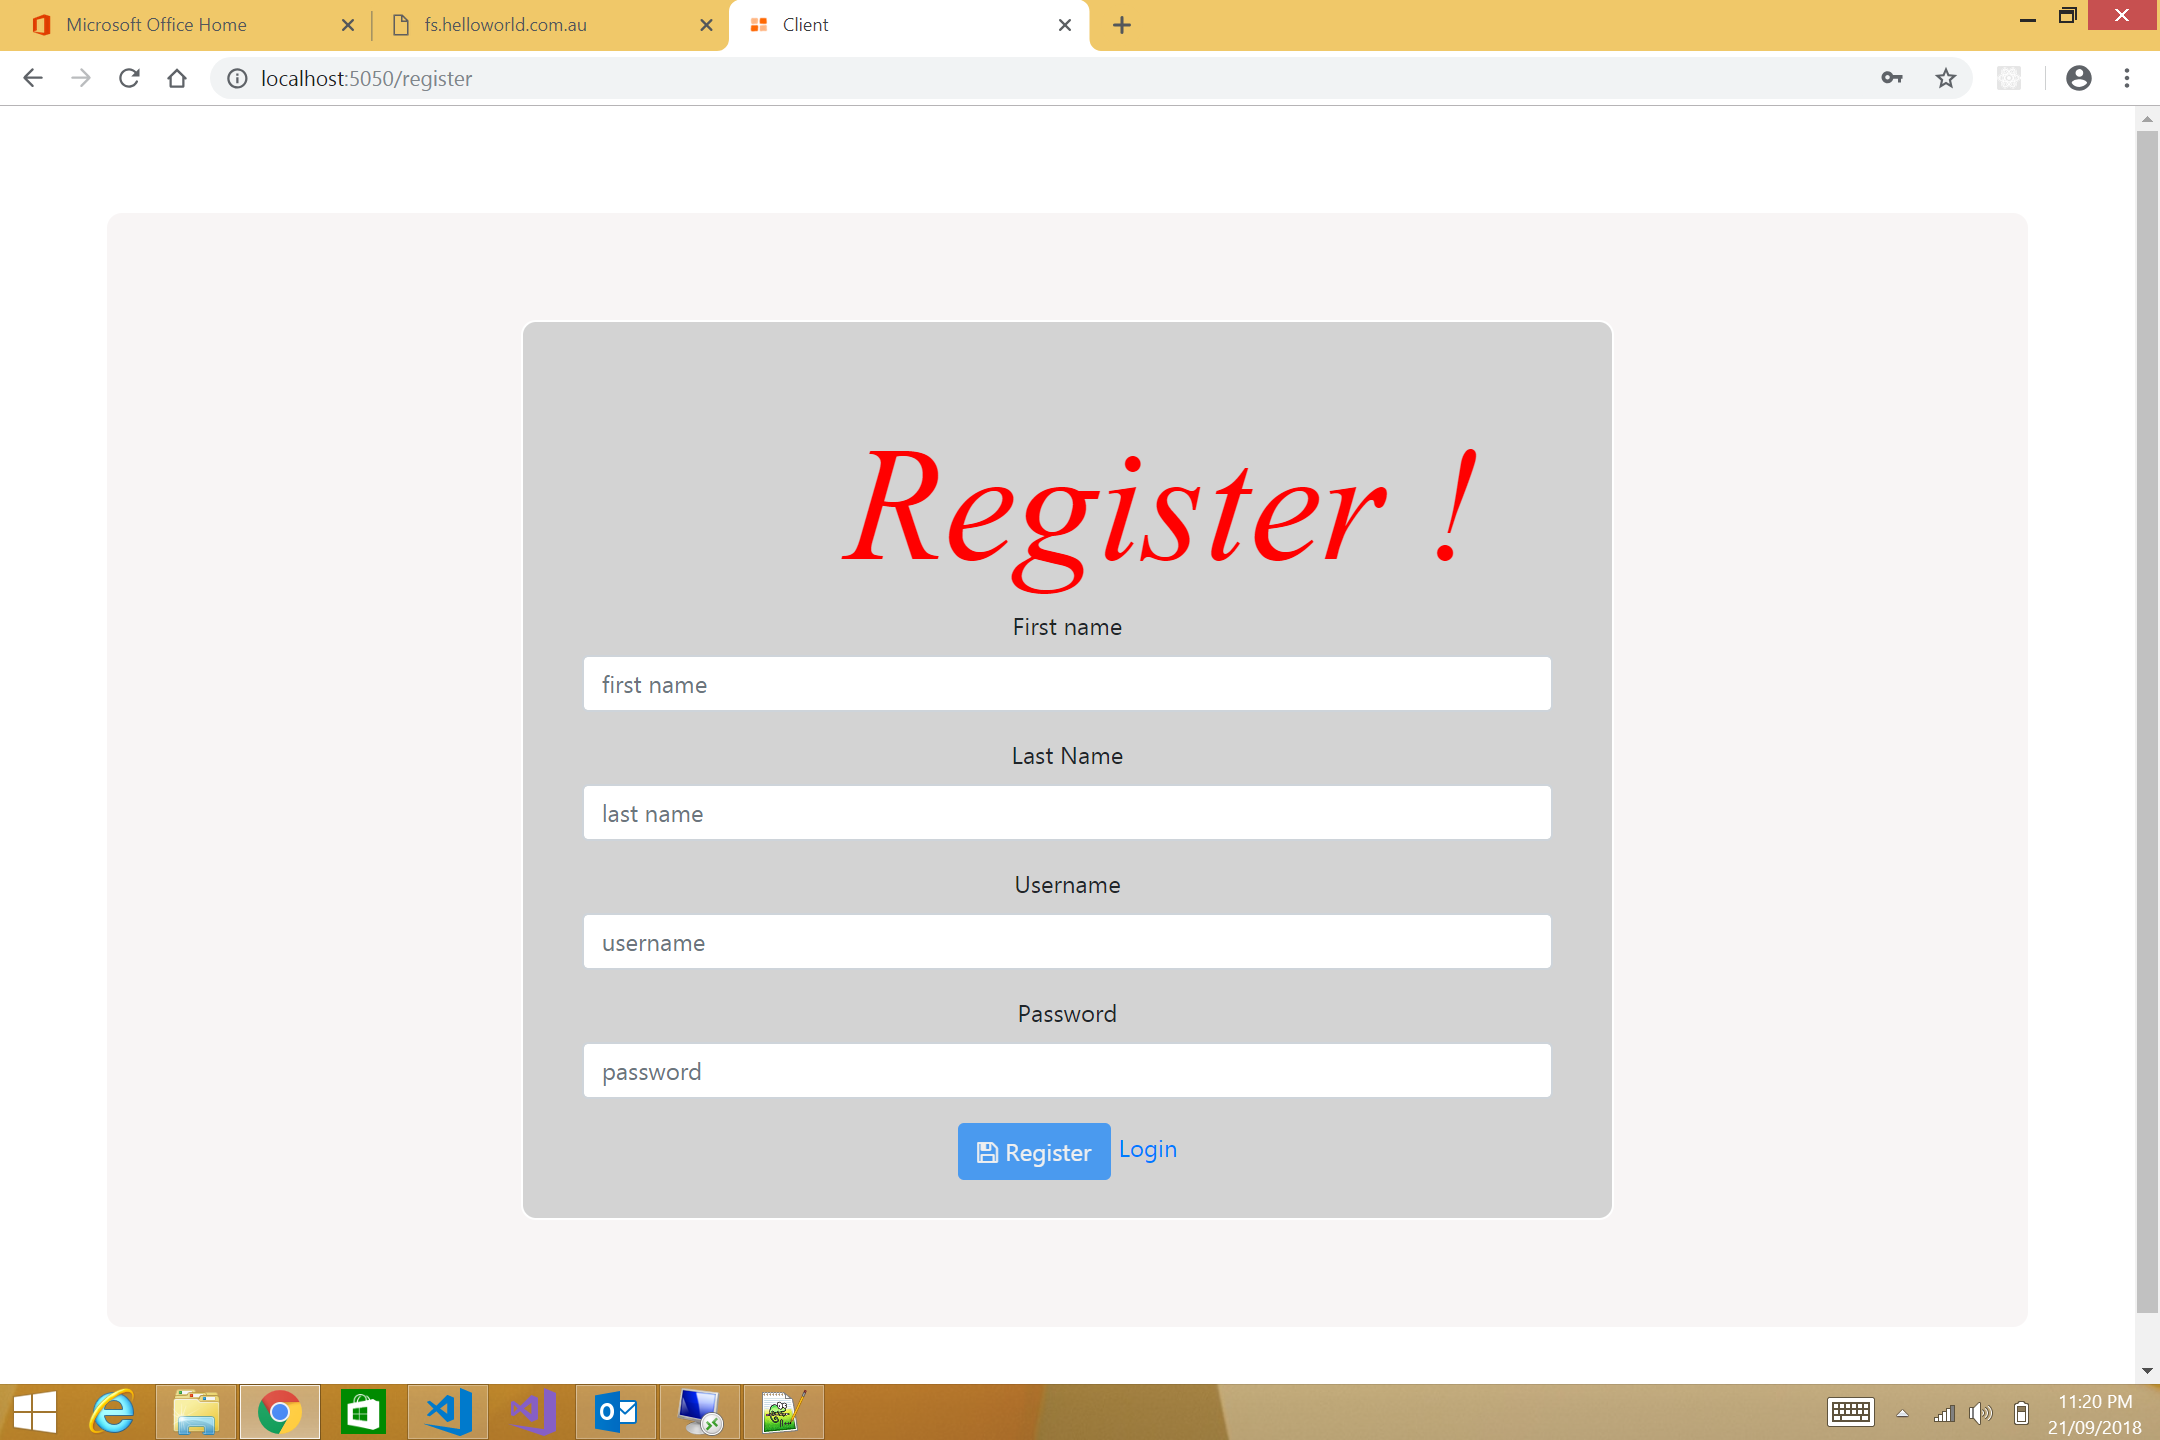 Microsoft Office Home
fs.helloworld.com.au
Client
localhost:5050/register
Register !
First name
first name
Last Name
last name
Username
username
Password
password
Register Login
11:20 PM
21/09/2018